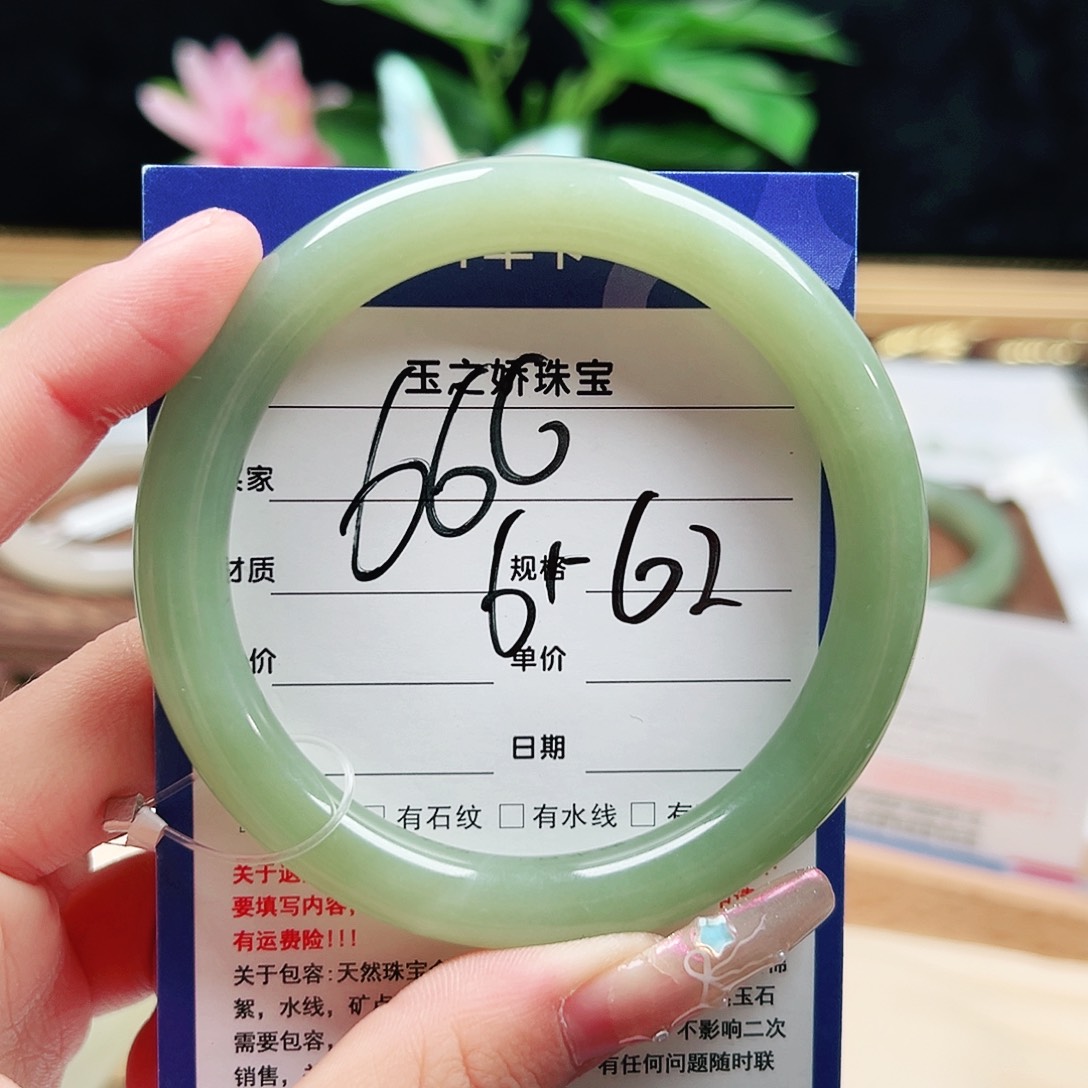 玉之娇珠宝
666
家
材质
规格
6+62
价
单价
日期
□有石纹 □有水线 □有
关于退
要填写内容，
有运费险!!!
关于包容:天然珠宝
絮，水线，矿点
玉石
需要包容，
不影响二次
销售，
有任何问题随时联